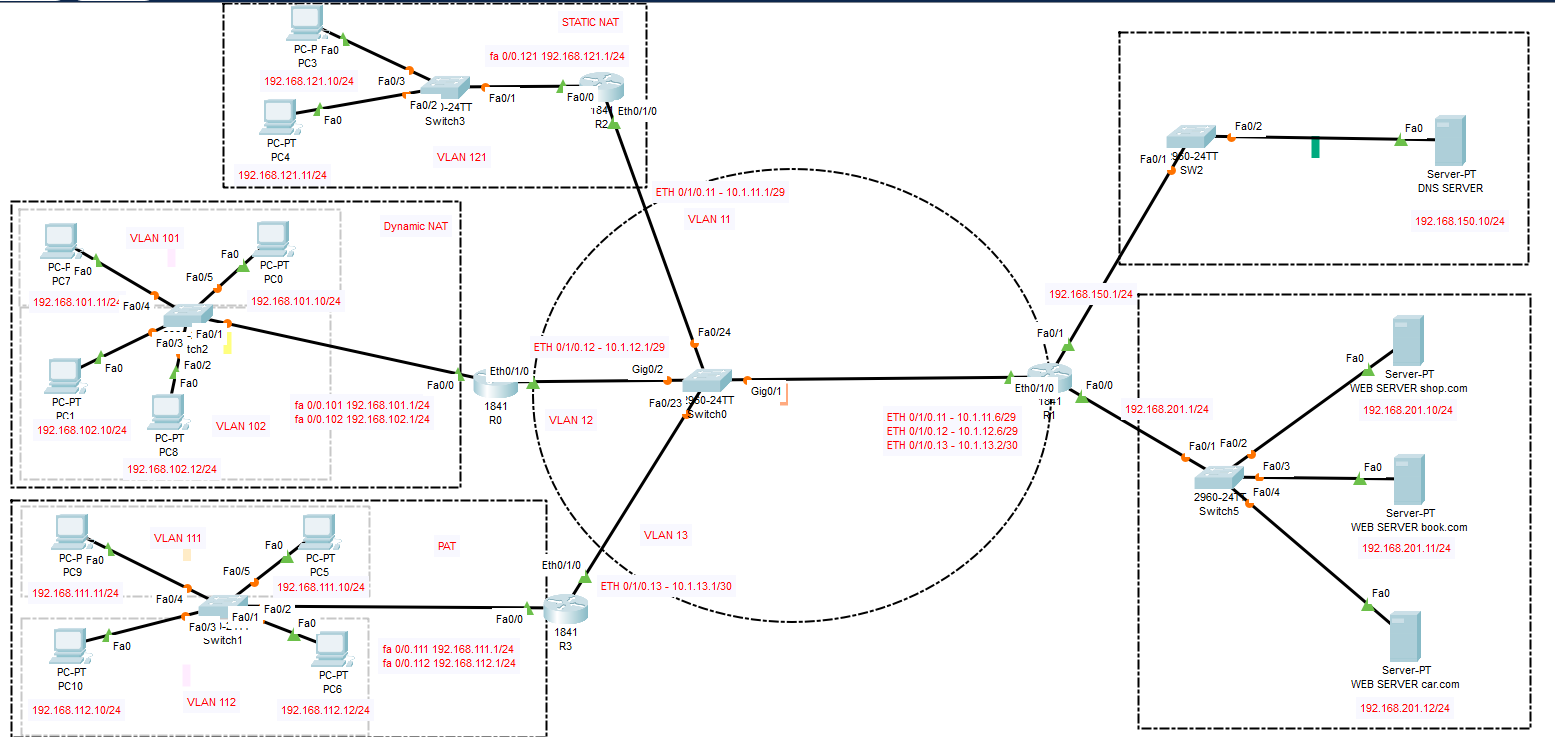 STATIC NAT
PC-P Fa0
PC3
192.168.121.10/24
Fa0/3
fa 0/0.121 192.168.121.1/24
Fa0/2
-24TT
Switch3
Fa0/1
Fa0/0
1841
R2
Eth0/1/0
Fa0
PC-PT
PC4
192.168.121.11/24
VLAN 121
ETH 0/1/0.11 - 10.1.11.1/29
VLAN 11
Dynamic NAT
VLAN 101
Fa0
PC7
192.168.101.11/24
Fa0/4
Fa0/5
Fa0
PC-PT
PC0
192.168.101.10/24
Fa0/1
Fa0/3
tch2
Fa0/2
Fa0
Fa0
PC-PT
PC1
192.168.102.10/24
PC-PT
PC8
VLAN 102
192.168.102.12/24
Fa0/0
Eth0/1/0
1841
R0
fa 0/0.101 192.168.101.1/24
fa 0/0.102 192.168.102.1/24
ETH 0/1/0.12 - 10.1.12.1/29
VLAN 12
Fa0/24
Gig0/2
Gig0/1
Fa0/23
960-24TT
Switch0
VLAN 13
ETH 0/1/0.13 - 10.1.13.1/30
Eth0/1/0
Fa0/0
1841
R3
PAT
VLAN 111
PC-P Fa0
PC9
192.168.111.11/24
Fa0/4
Fa0/5
Fa0
PC-PT
PC5
192.168.111.10/24
Fa0/3
Fa0/1
Fa0/2
Switch1
Fa0
PC-PT
PC10
192.168.112.10/24
Fa0
PC-PT
PC6
192.168.112.12/24
VLAN 112
fa 0/0.111 192.168.111.1/24
fa 0/0.112 192.168.112.1/24
Fa0/1
Eth0/1/0
Fa0/0
1841
R1
ETH 0/1/0.11 - 10.1.11.6/29
ETH 0/1/0.12 - 10.1.12.6/29
ETH 0/1/0.13 - 10.1.13.2/30
192.168.150.1/24
Fa0/1
Fa0/2
960-24TT
SW2
Fa0
Server-PT
DNS SERVER
192.168.150.10/24
192.168.201.1/24
Fa0/1
Fa0/2
Fa0/3
Fa0/4
2960-24TT
Switch5
Fa0
Server-PT
WEB SERVER shop.com
192.168.201.10/24
Fa0
Server-PT
WEB SERVER book.com
192.168.201.11/24
Fa0
Server-PT
WEB SERVER car.com
192.168.201.12/24